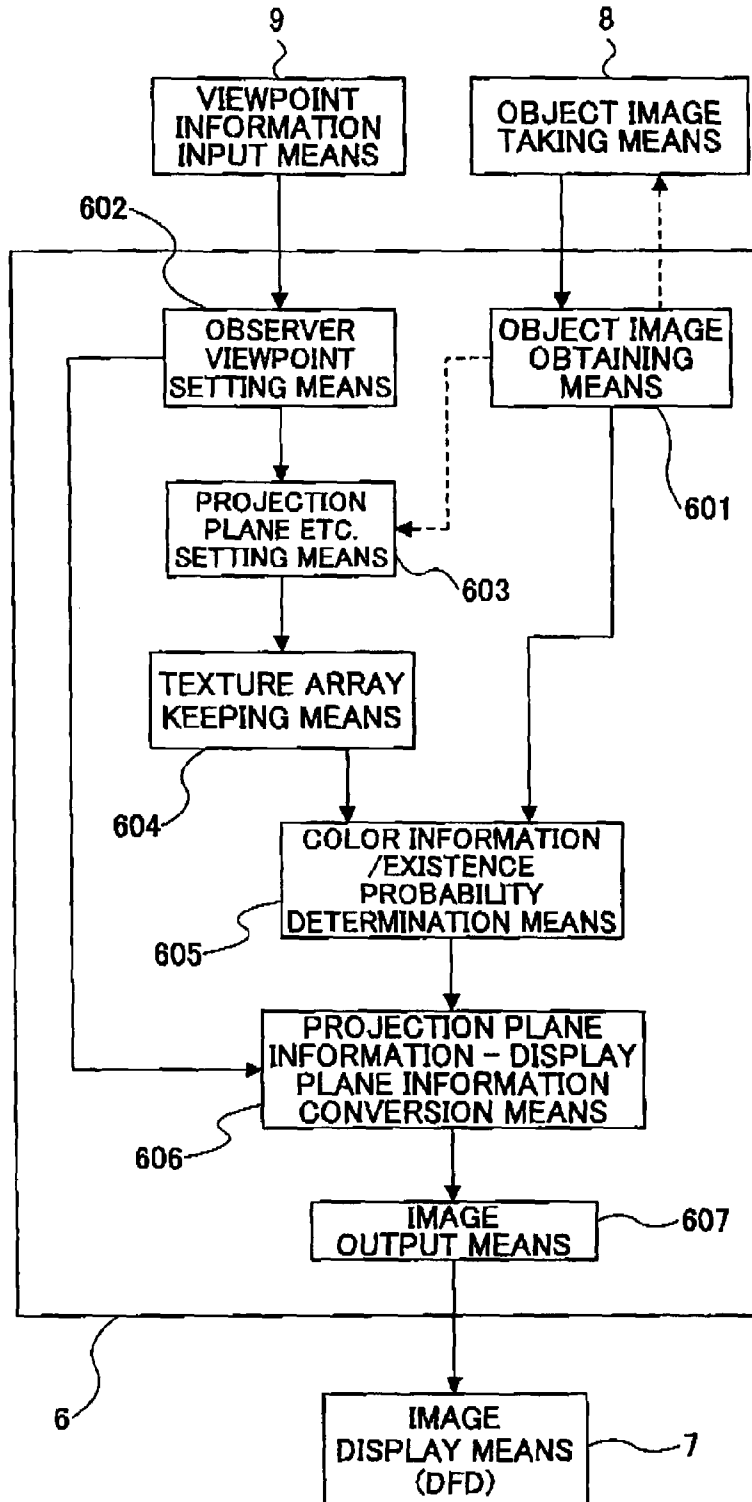 9
8
VIEWPOINT
INFORMATION
INPUT MEANS
OBJECT IMAGE
TAKING MEANS
602
OBSERVER
VIEWPOINT
SETTING MEANS
OBJECT IMAGE
OBTAINING
MEANS
601
PROJECTION
PLANE ETC.
SETTING MEANS
603
TEXTURE ARRAY
KEEPING MEANS
604
COLOR INFORMATION
/EXISTENCE
PROBABILITY
DETERMINATION MEANS
605
PROJECTION PLANE
INFORMATION – DISPLAY
PLANE INFORMATION
CONVERSION MEANS
606
IMAGE
OUTPUT MEANS
607
6
IMAGE
DISPLAY MEANS
(DFD)
7